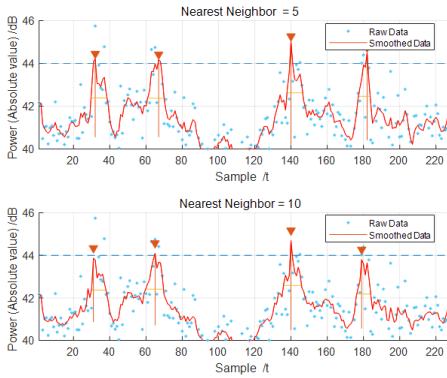 Nearest Neighbor = 5
Power (Absolute value) /dB
46
44
42
40
Raw Data
Smoothed Data
20 40 60 80 100 120 140 160 180 200 220
Sample /t
Nearest Neighbor = 10
Power (Absolute value) /dB
46
44
42
40
Raw Data
Smoothed Data
20 40 60 80 100 120 140 160 180 200 220
Sample /t